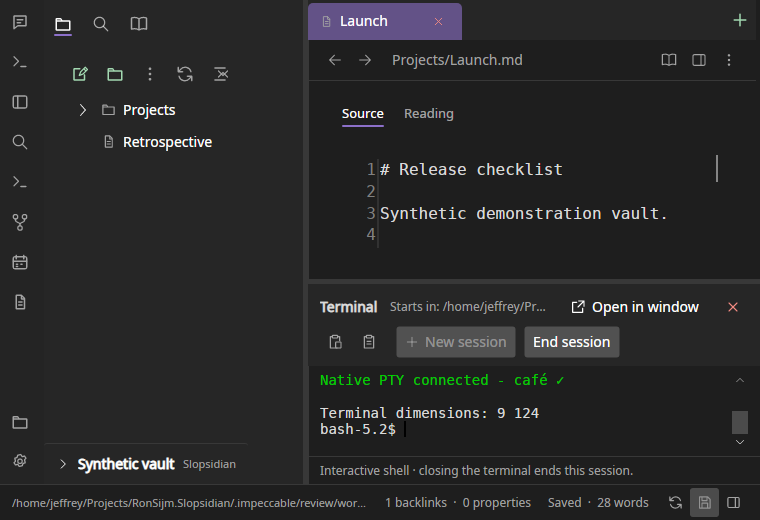 Launch
Projects/Launch.md
Projects
Retrospective
Source Reading
1 # Release checklist
2
3 Synthetic demonstration vault.
4
Terminal Starts in: /home/jeffrey/Pr... Open in window
New session End session
Native PTY connected - café ✓
Terminal dimensions: 9 124
bash-5.2$
Synthetic vault Slopsidian
Interactive shell · closing the terminal ends this session.
/home/jeffrey/Projects/RonSijm.Slopsidian/.impeccable/review/wor... 1 backlinks · 0 properties Saved · 28 words